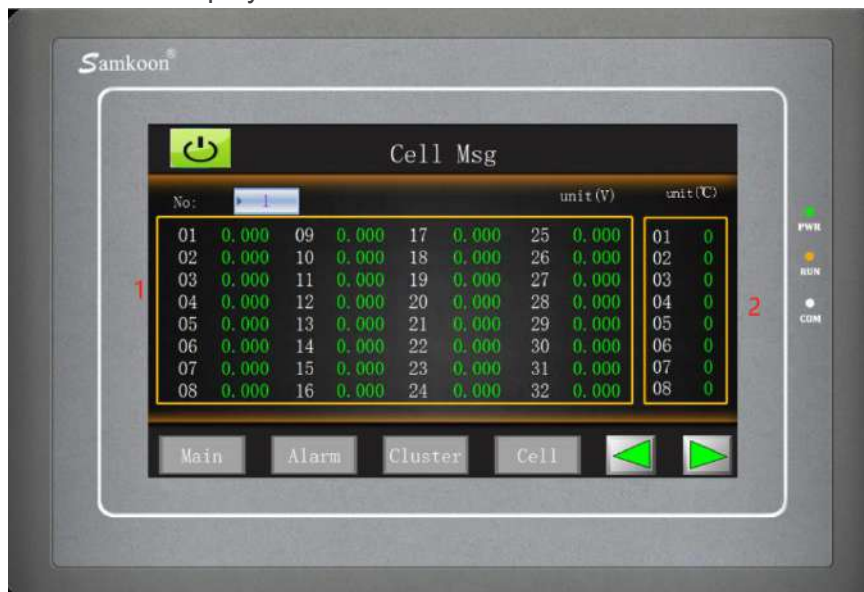 Samkoon®
Cell Msg
No: 1 unit(V) unit(℃)
01 0.000 09 0.000 17 0.000 25 0.000 01 0
02 0.000 10 0.000 18 0.000 26 0.000 02 0
03 0.000 11 0.000 19 0.000 27 0.000 03 0
04 0.000 12 0.000 20 0.000 28 0.000 04 0
05 0.000 13 0.000 21 0.000 29 0.000 05 0
06 0.000 14 0.000 22 0.000 30 0.000 06 0
07 0.000 15 0.000 23 0.000 31 0.000 07 0
08 0.000 16 0.000 24 0.000 32 0.000 08 0
1
2
PWR
RUN
COM
Main Alarm Cluster Cell